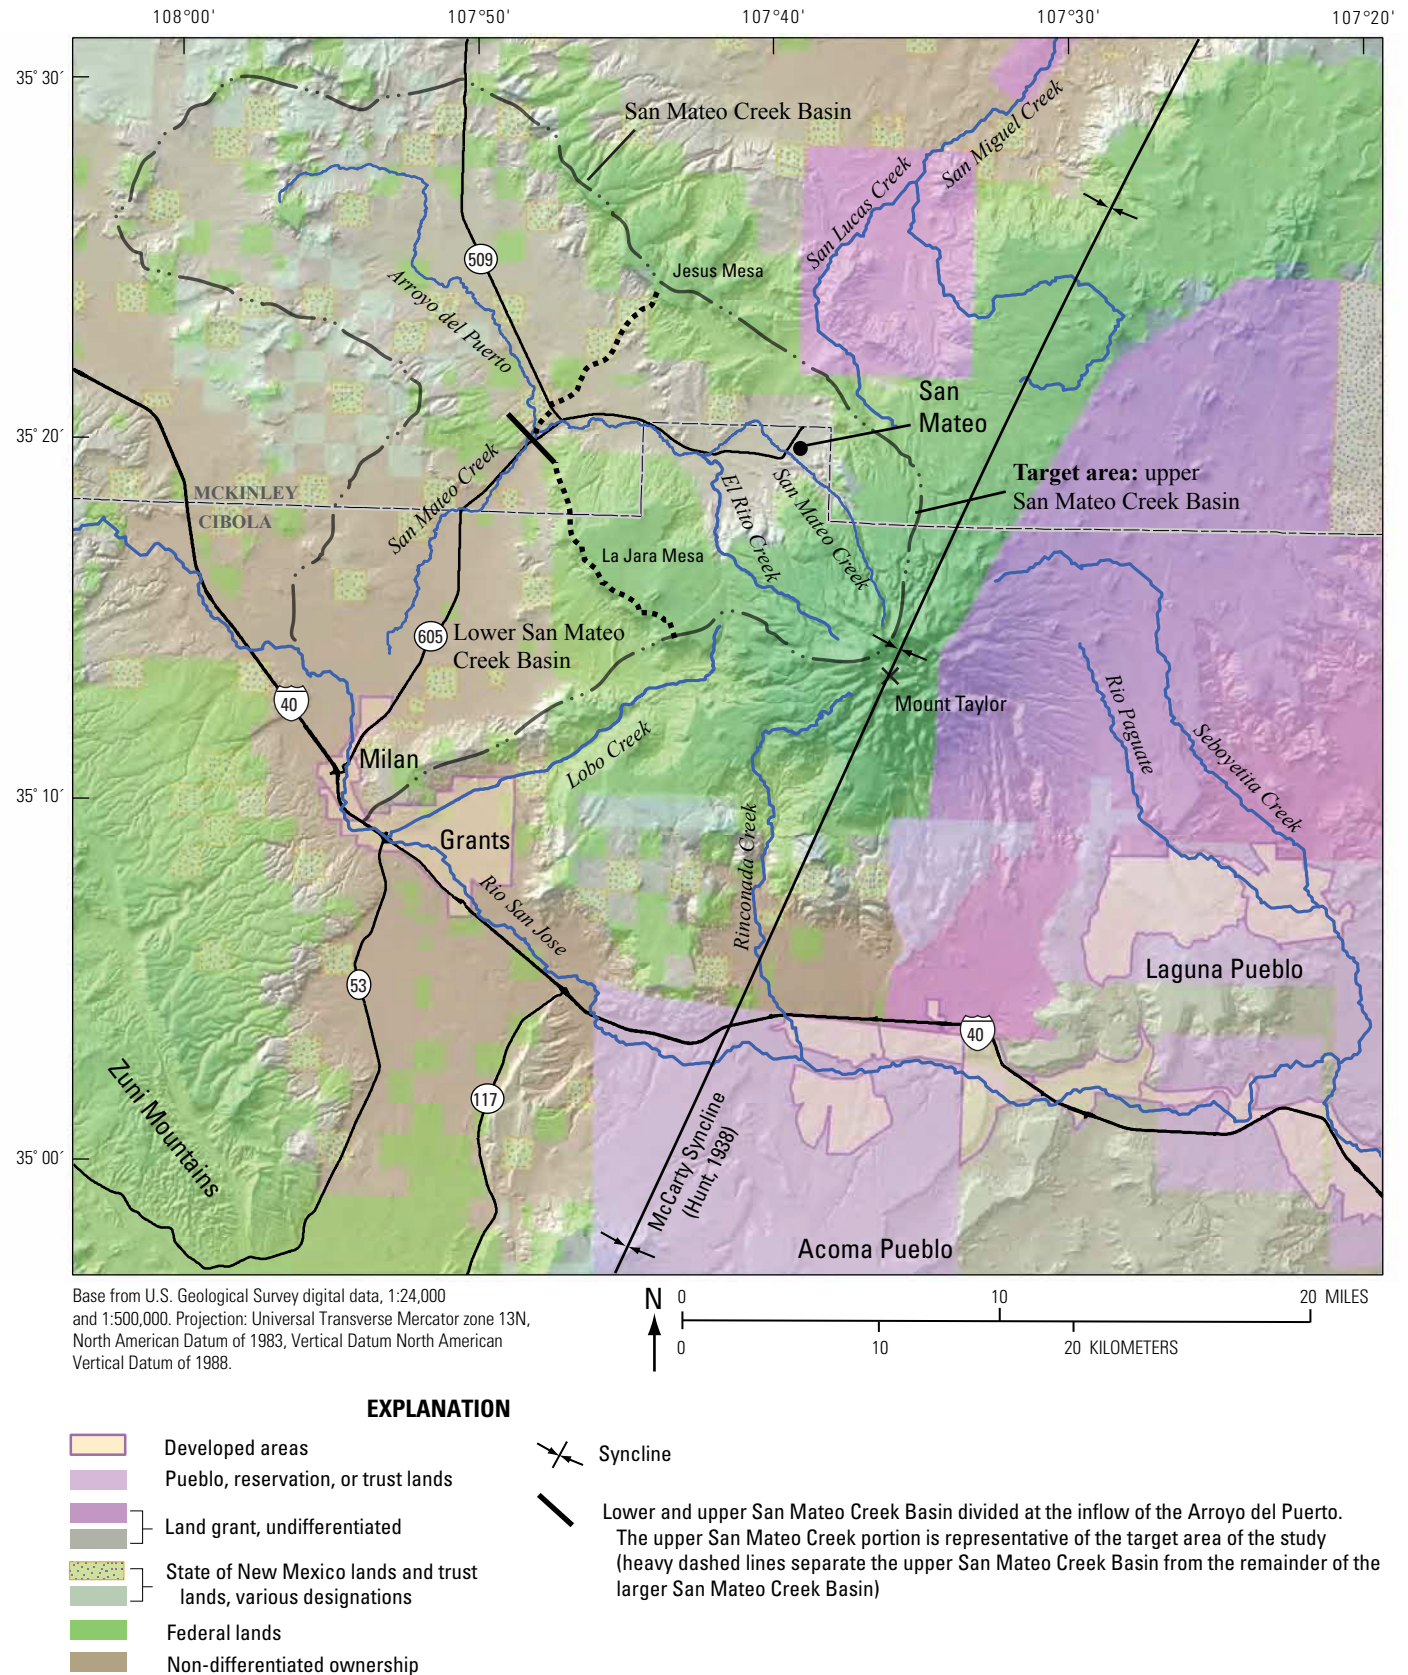 108°00'
107°50'
107°40'
107°30'
107°20'
35° 30´
San Mateo Creek Basin
San Miguel Creek
San Lucas Creek
509
Jesus Mesa
Arroyo del Puerto
San
Mateo
35° 20´
Target area: upper
San Mateo Creek Basin
San Mateo Creek
El Rito Creek
San Mateo Creek
MCKINLEY
CIBOLA
La Jara Mesa
605
Lower San Mateo
Creek Basin
40
Mount Taylor
Rio Paguate
Seboyetita Creek
Milan
Lobo Creek
35° 10´
Grants
Rinconada Creek
Rio San Jose
Laguna Pueblo
53
40
117
Zuni Mountains
McCarty Syncline
(Hunt, 1938)
35° 00´
Acoma Pueblo
Base from U.S. Geological Survey digital data, 1:24,000
and 1:500,000. Projection: Universal Transverse Mercator zone 13N,
North American Datum of 1983, Vertical Datum North American
Vertical Datum of 1988.
N
0
10
20 MILES
0
10
20 KILOMETERS
EXPLANATION
Developed areas
Pueblo, reservation, or trust lands
Land grant, undifferentiated
State of New Mexico lands and trust
lands, various designations
Federal lands
Non-differentiated ownership
Syncline
Lower and upper San Mateo Creek Basin divided at the inflow of the Arroyo del Puerto.
The upper San Mateo Creek portion is representative of the target area of the study
(heavy dashed lines separate the upper San Mateo Creek Basin from the remainder of the
larger San Mateo Creek Basin)